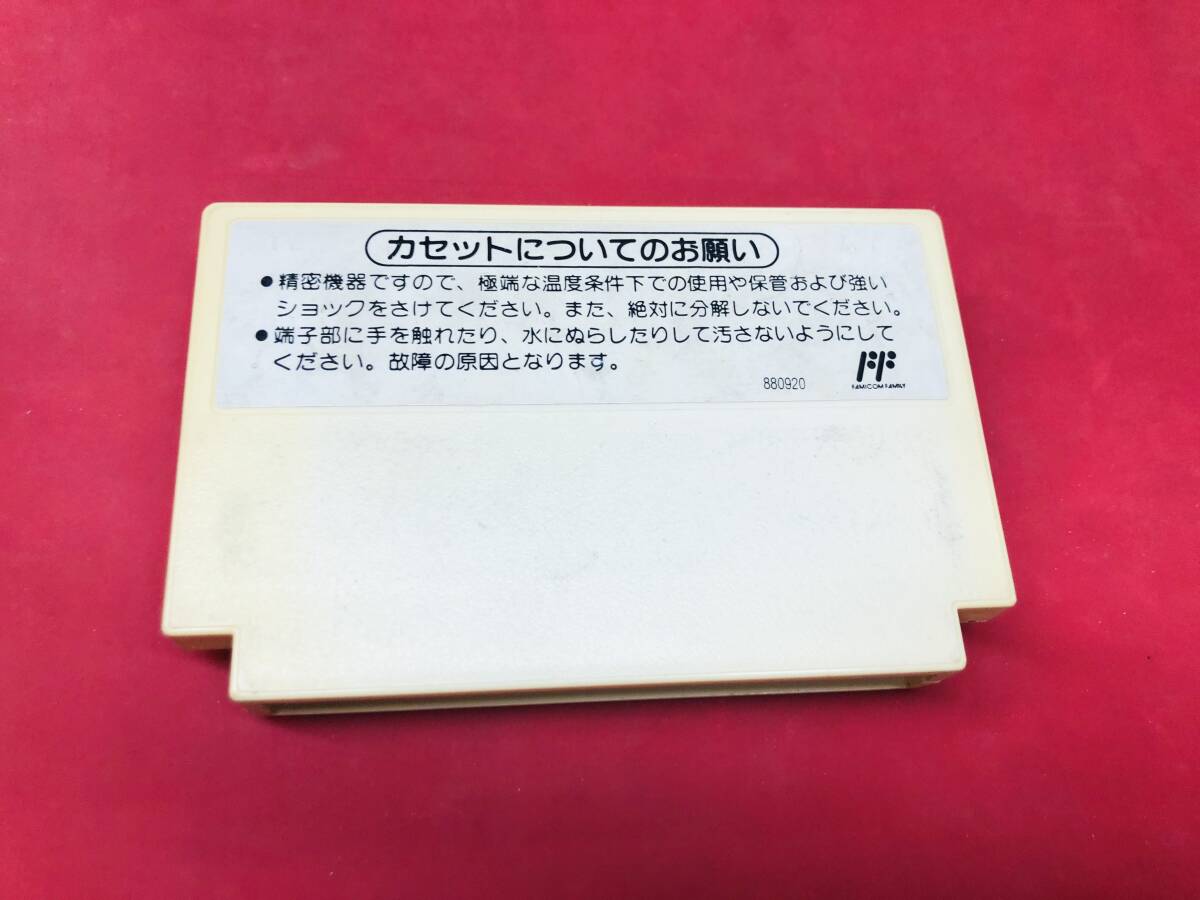 カセットについてのお願い
●精密機器ですので、極端な温度条件下での使用や保管および強い
ショックをさけてください。また、絶対に分解しないでください。
●端子部に手を触れたり、水にぬらしたりして汚さないようにして
ください。故障の原因となります。
880920
FAMICOM FAMILY